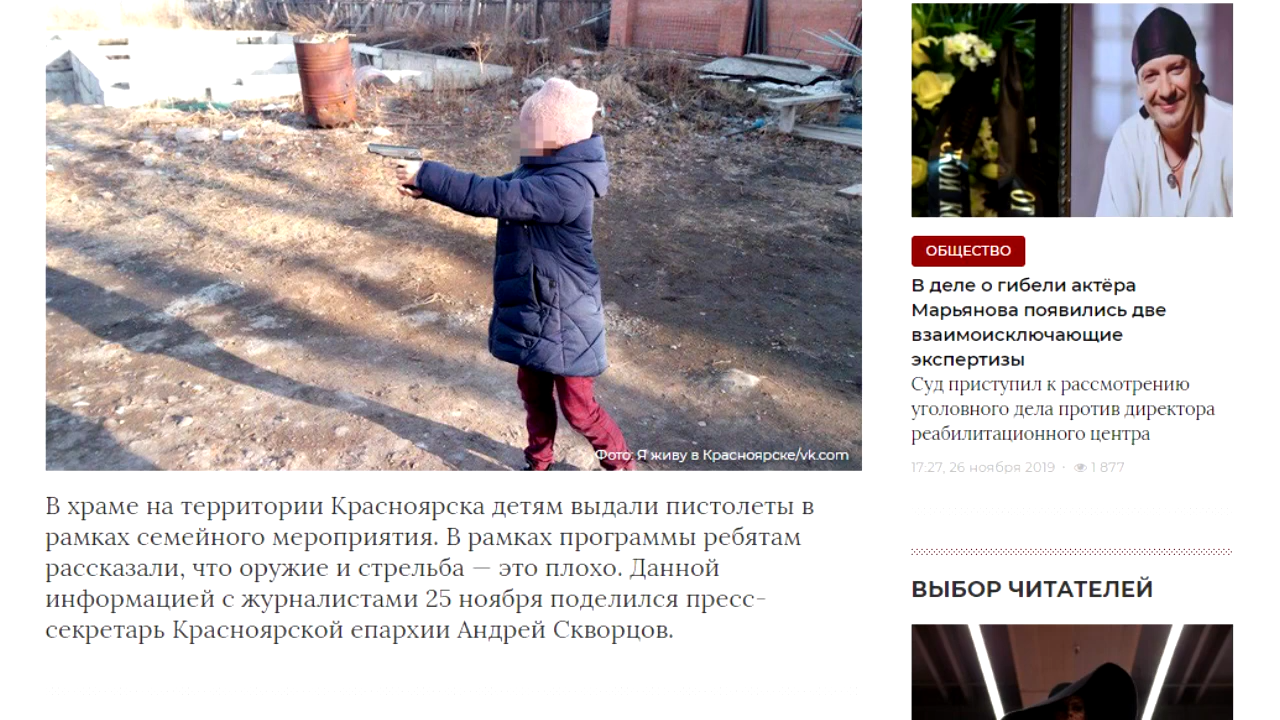 Фото: Я живу в Красноярске/vk.com
В храме на территории Красноярска детям выдали пистолеты в
рамках семейного мероприятия. В рамках программы ребятам
рассказали, что оружие и стрельба — это плохо. Данной
информацией с журналистами 25 ноября поделился пресс-
секретарь Красноярской епархии Андрей Скворцов.
ОБЩЕСТВО
В деле о гибели актёра
Марьянова появились две
взаимоисключающие
экспертизы
Суд приступил к рассмотрению
уголовного дела против директора
реабилитационного центра
17:27, 26 ноября 2019 · 1 877
ВЫБОР ЧИТАТЕЛЕЙ